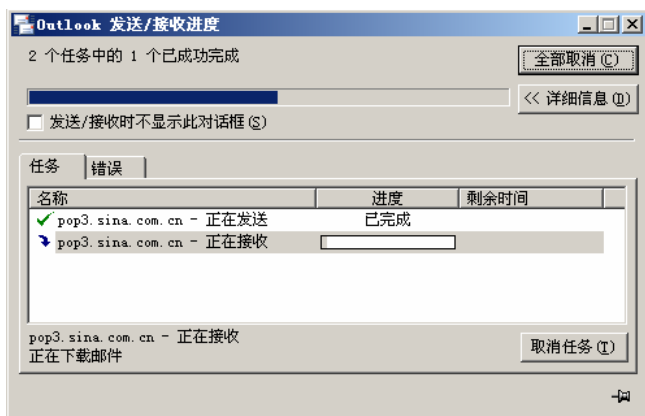 Outlook 发送/接收进度
2 个任务中的 1 个已成功完成
全部取消(C)
<< 详细信息(D)
发送/接收时不显示此对话框(S)
任务
错误
名称 进度 剩余时间
pop3.sina.com.cn - 正在发送 已完成
pop3.sina.com.cn - 正在接收
pop3.sina.com.cn - 正在接收
正在下载邮件
取消任务(T)